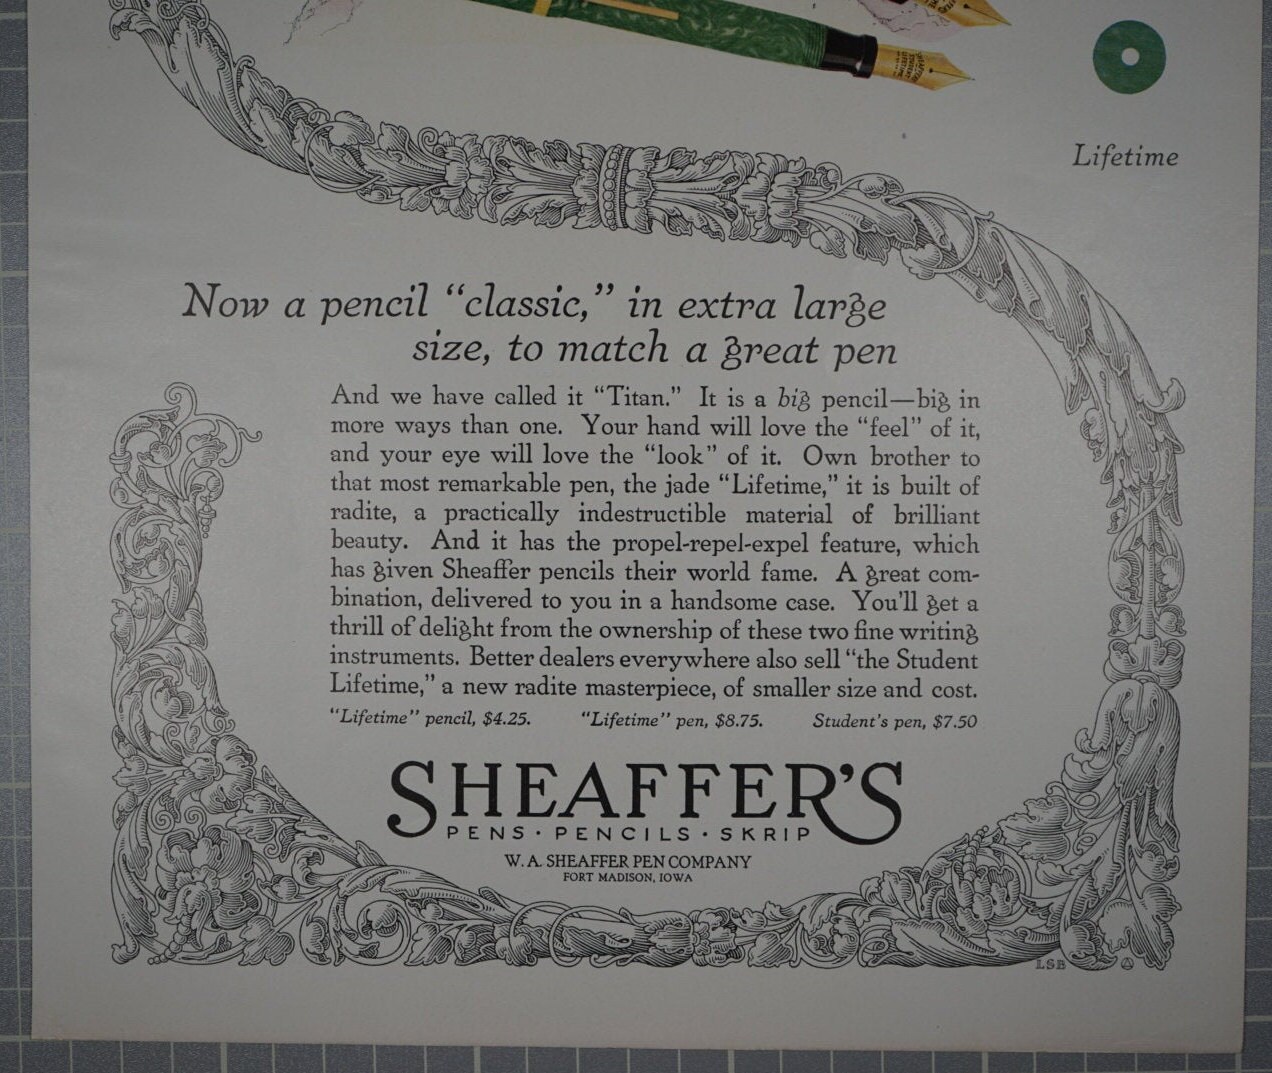 Lifetime
Now a pencil “classic,” in extra large
size, to match a great pen
And we have called it “Titan.” It is a big pencil—big in
more ways than one. Your hand will love the “feel” of it,
and your eye will love the “look” of it. Own brother to
that most remarkable pen, the jade “Lifetime,” it is built of
radite, a practically indestructible material of brilliant
beauty. And it has the propel-repel-expel feature, which
has given Sheaffer pencils their world fame. A great com-
bination, delivered to you in a handsome case. You'll get a
thrill of delight from the ownership of these two fine writing
instruments. Better dealers everywhere also sell “the Student
Lifetime,” a new radite masterpiece, of smaller size and cost.
“Lifetime” pencil, $4.25. “Lifetime” pen, $8.75. Student's pen, $7.50
SHEAFFER’S
PENS · PENCILS · SKRIP
W. A. SHEAFFER PEN COMPANY
FORT MADISON, IOWA
LSB